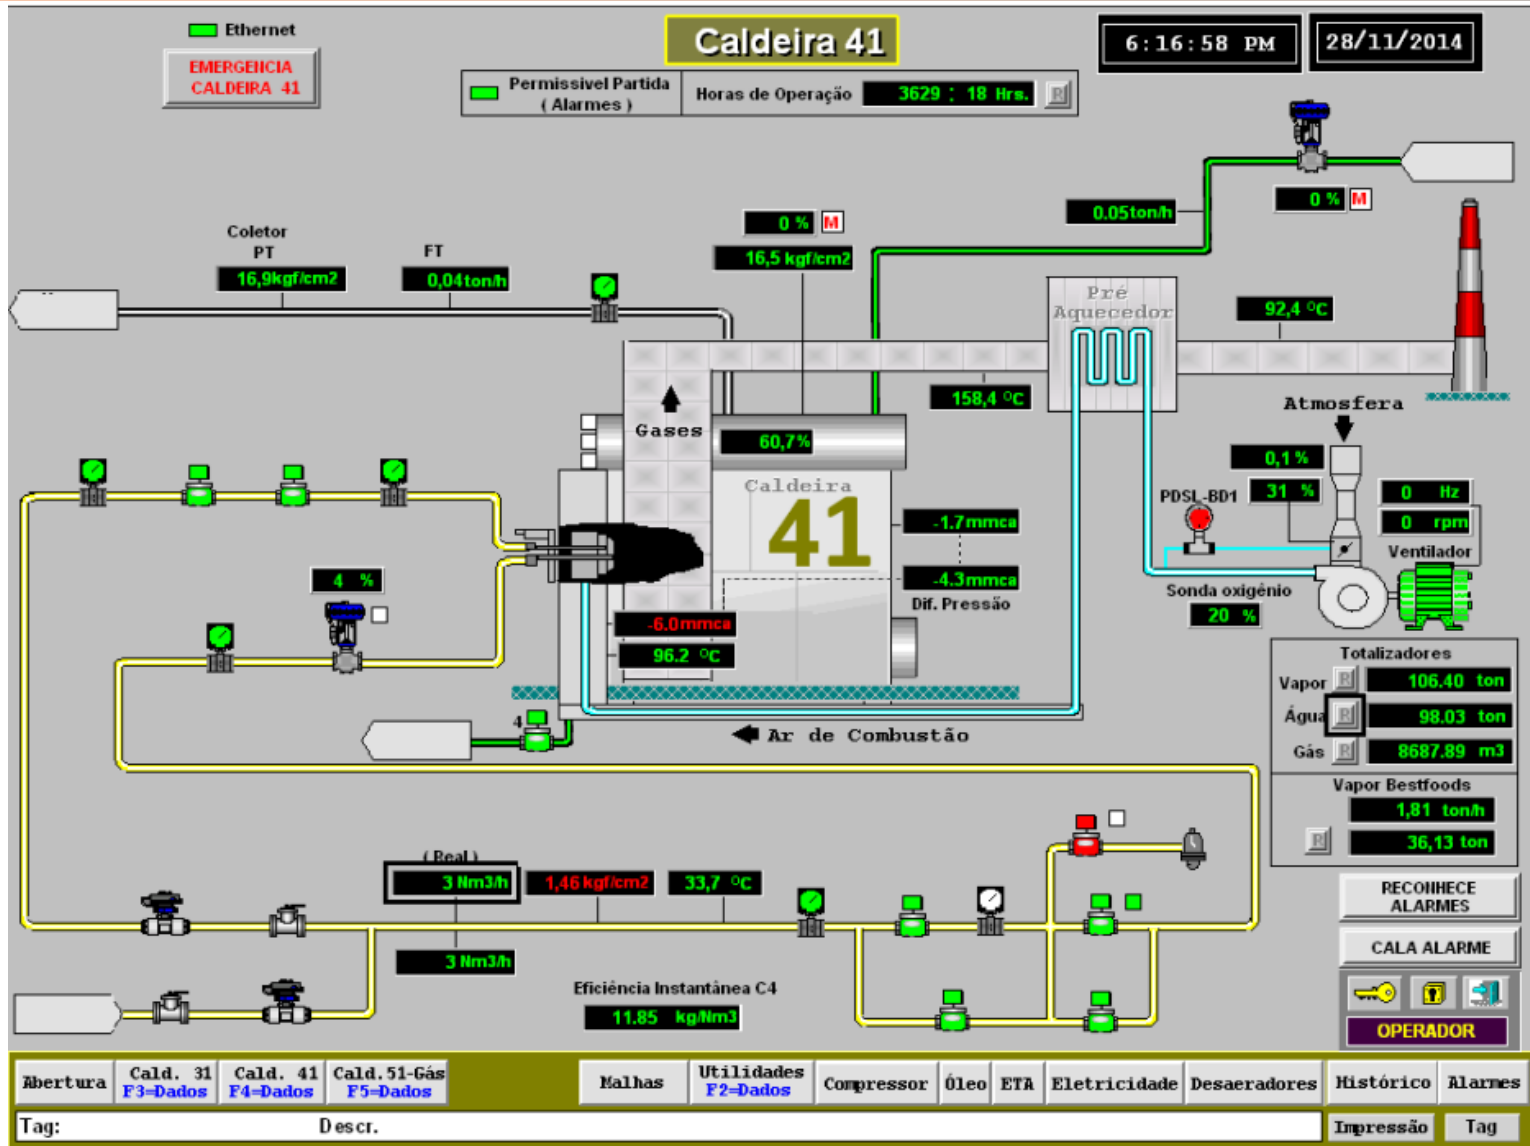 Ethernet
EMERGENCIA
CALDEIRA 41
Caldeira 41
6:16:58 PM
28/11/2014
Permissivel Partida
( Alarmes )
Horas de Operação
3629 : 18 Hrs.
R
0 %
M
0.05ton/h
0 %
M
16,5 kgf/cm2
Coletor
PT
16,9kgf/cm2
FT
0,04ton/h
Pré
Aquecedor
92,4 ºC
158,4 ºC
Atmosfera
Gases
60,7%
0,1 %
31 %
PDSL-BD1
0 Hz
0 rpm
Ventilador
Caldeira
41
-1.7mmca
-4.3mmca
Dif. Pressão
Sonda oxigênio
20 %
4 %
-6.0mmca
96.2 ºC
4
Ar de Combustão
Totalizadores
Vapor R 106.40 ton
Água R 98.03 ton
Gás R 8687.89 m3
Vapor Bestfoods
1,81 ton/h
R 36,13 ton
( Real )
3 Nm3/h
1,46 kgf/cm2
33,7 ºC
3 Nm3/h
Eficiência Instantânea C4
11.85 kg/Nm3
RECONHECE
ALARMES
CALA ALARME
OPERADOR
Abertura
Cald. 31
F3=Dados
Cald. 41
F4=Dados
Cald.51-Gás
F5=Dados
Malhas
Utilidades
F2=Dados
Compressor
Óleo
ETA
Eletricidade
Desaeradores
Histórico
Alarmes
Tag:
Descr.
Impressão
Tag